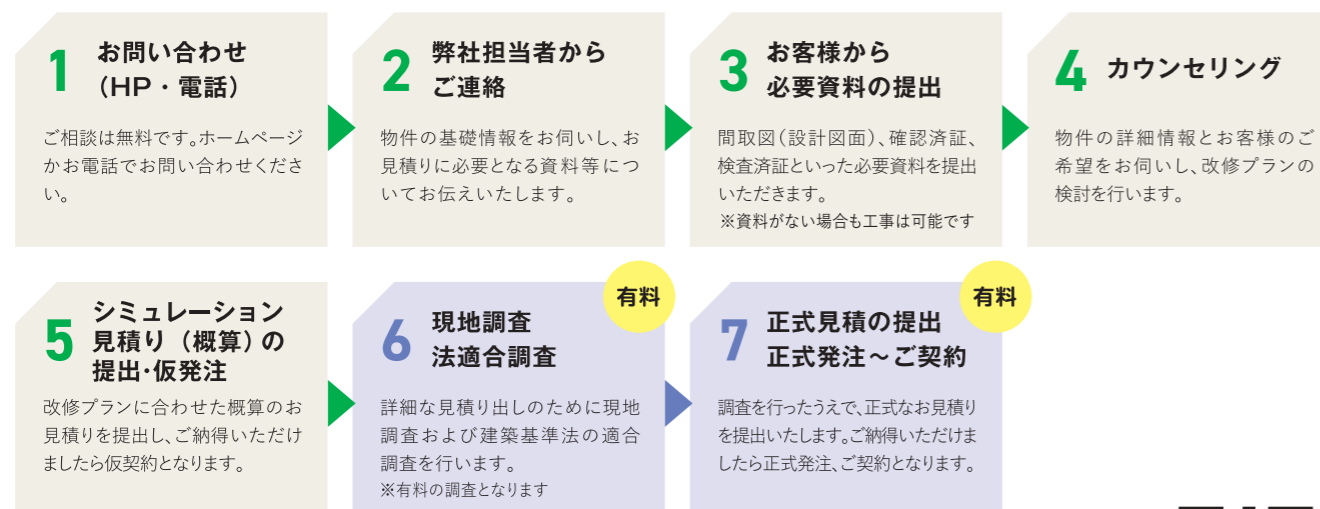 1
お問い合わせ
（HP・電話）
ご相談は無料です。ホームページ
かお電話でお問い合わせくださ
い。
2
弊社担当者から
ご連絡
物件の基礎情報をお伺いし、お
見積りに必要となる資料等につ
いてお伝えいたします。
3
お客様から
必要資料の提出
間取図（設計図面）、確認済証、
検査済証といった必要資料を提出
いただきます。
※資料がない場合も工事は可能です
4
カウンセリング
物件の詳細情報とお客様のご
希望をお伺いし、改修プランの
検討を行います。
5
シミュレーション
見積り（概算）の
提出・仮発注
改修プランに合わせた概算のお
見積りを提出し、ご納得いただけ
ましたら仮契約となります。
有料
6
現地調査
法適合調査
詳細な見積り出しのために現地
調査および建築基準法の適合
調査を行います。
※有料の調査となります
有料
7
正式見積の提出
正式発注～ご契約
調査を行ったうえで、正式なお見積り
を提出いたします。ご納得いただけま
したら正式発注、ご契約となります。